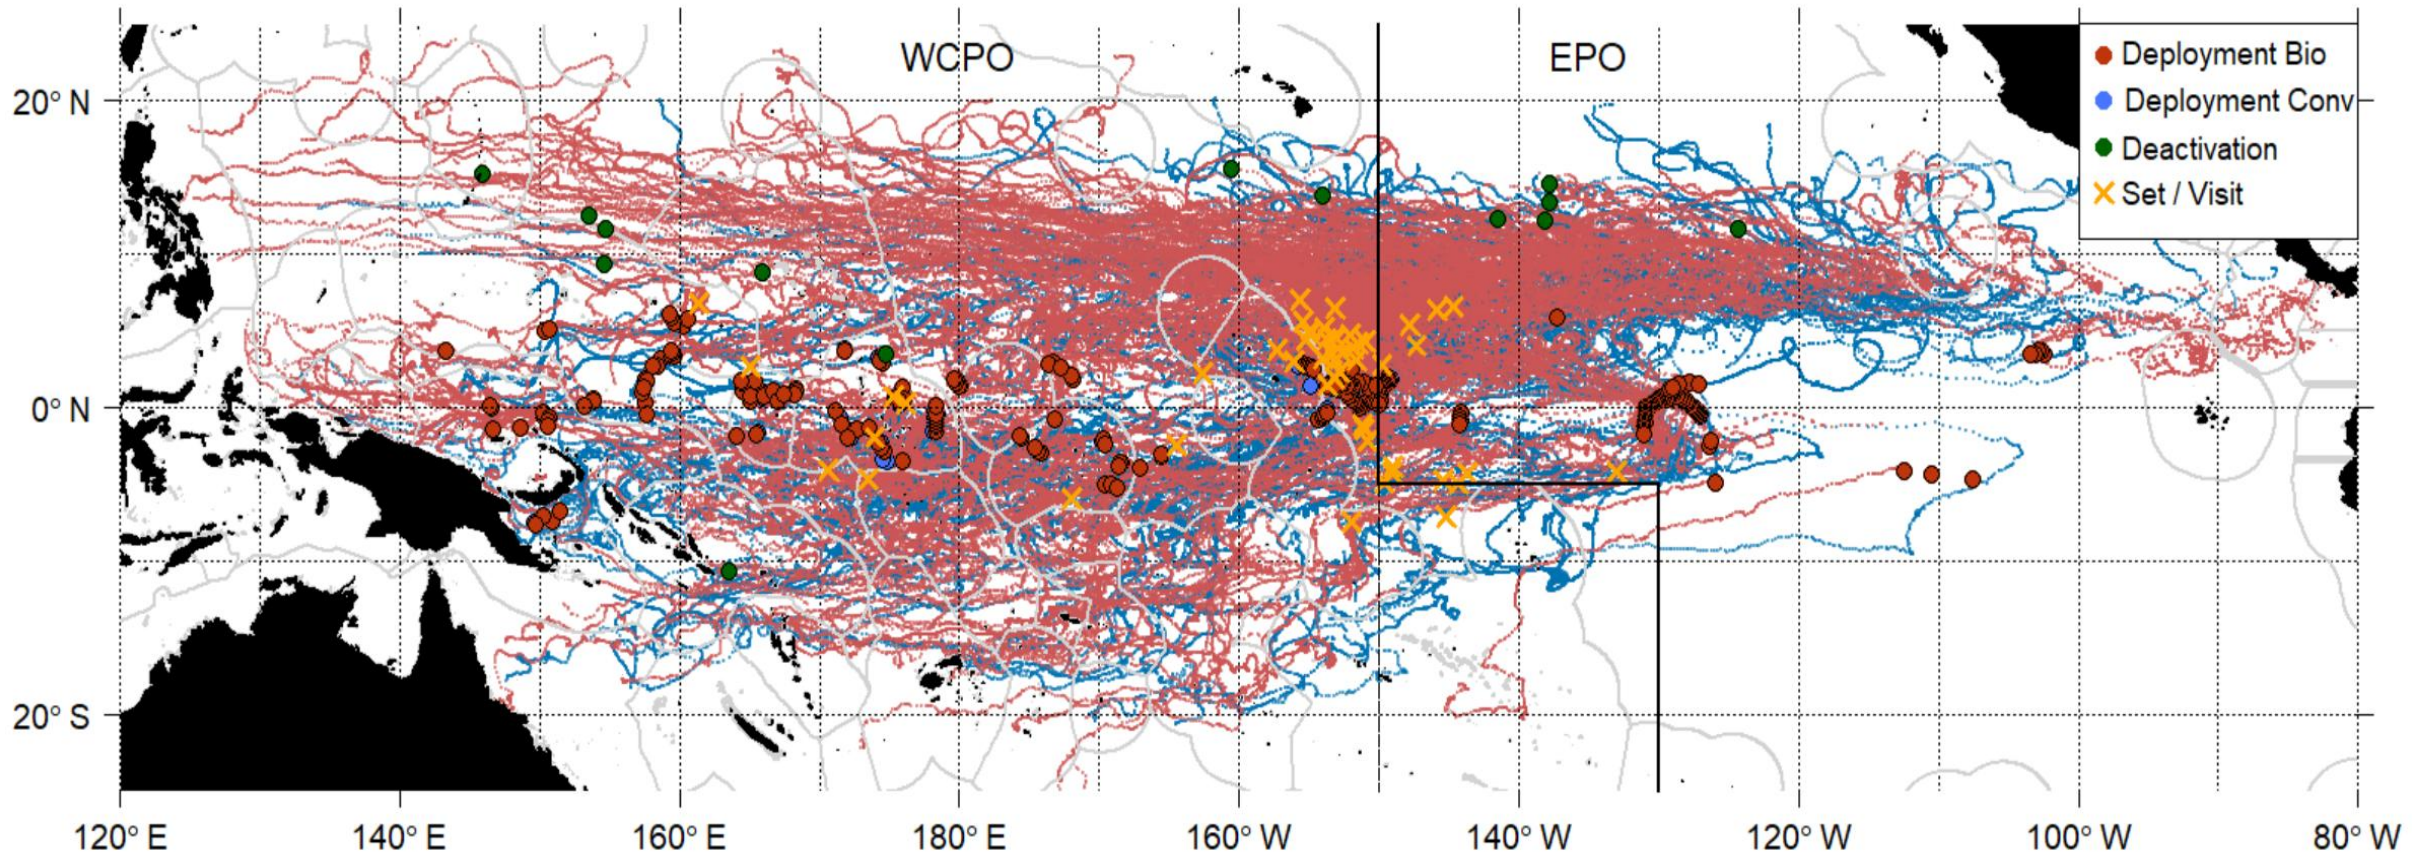 WCPO
EPO
Deployment Bio
Deployment Conv
Deactivation
Set / Visit
20° N
0° N
20° S
120° E
140° E
160° E
180° E
160° W
140° W
120° W
100° W
80° W